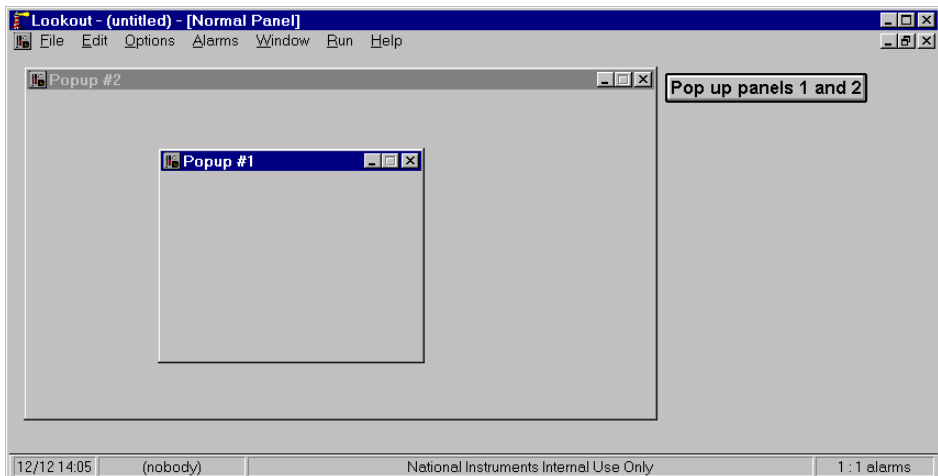 Lookout - (untitled) - [Normal Panel]
File Edit Options Alarms Window Run Help
Popup #2
Pop up panels 1 and 2
Popup #1
12/12 14:05 (nobody) National Instruments Internal Use Only 1 : 1 alarms